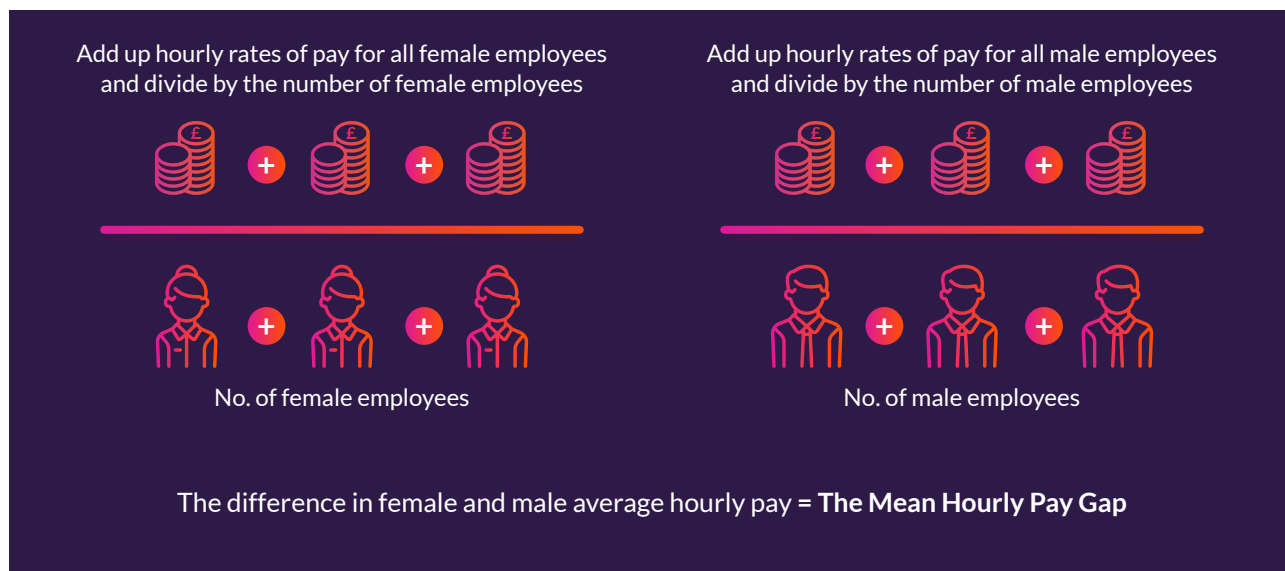 Add up hourly rates of pay for all female employees
and divide by the number of female employees
£ + £ + £
+ +
No. of female employees
Add up hourly rates of pay for all male employees
and divide by the number of male employees
£ + £ + £
+ +
No. of male employees
The difference in female and male average hourly pay = The Mean Hourly Pay Gap